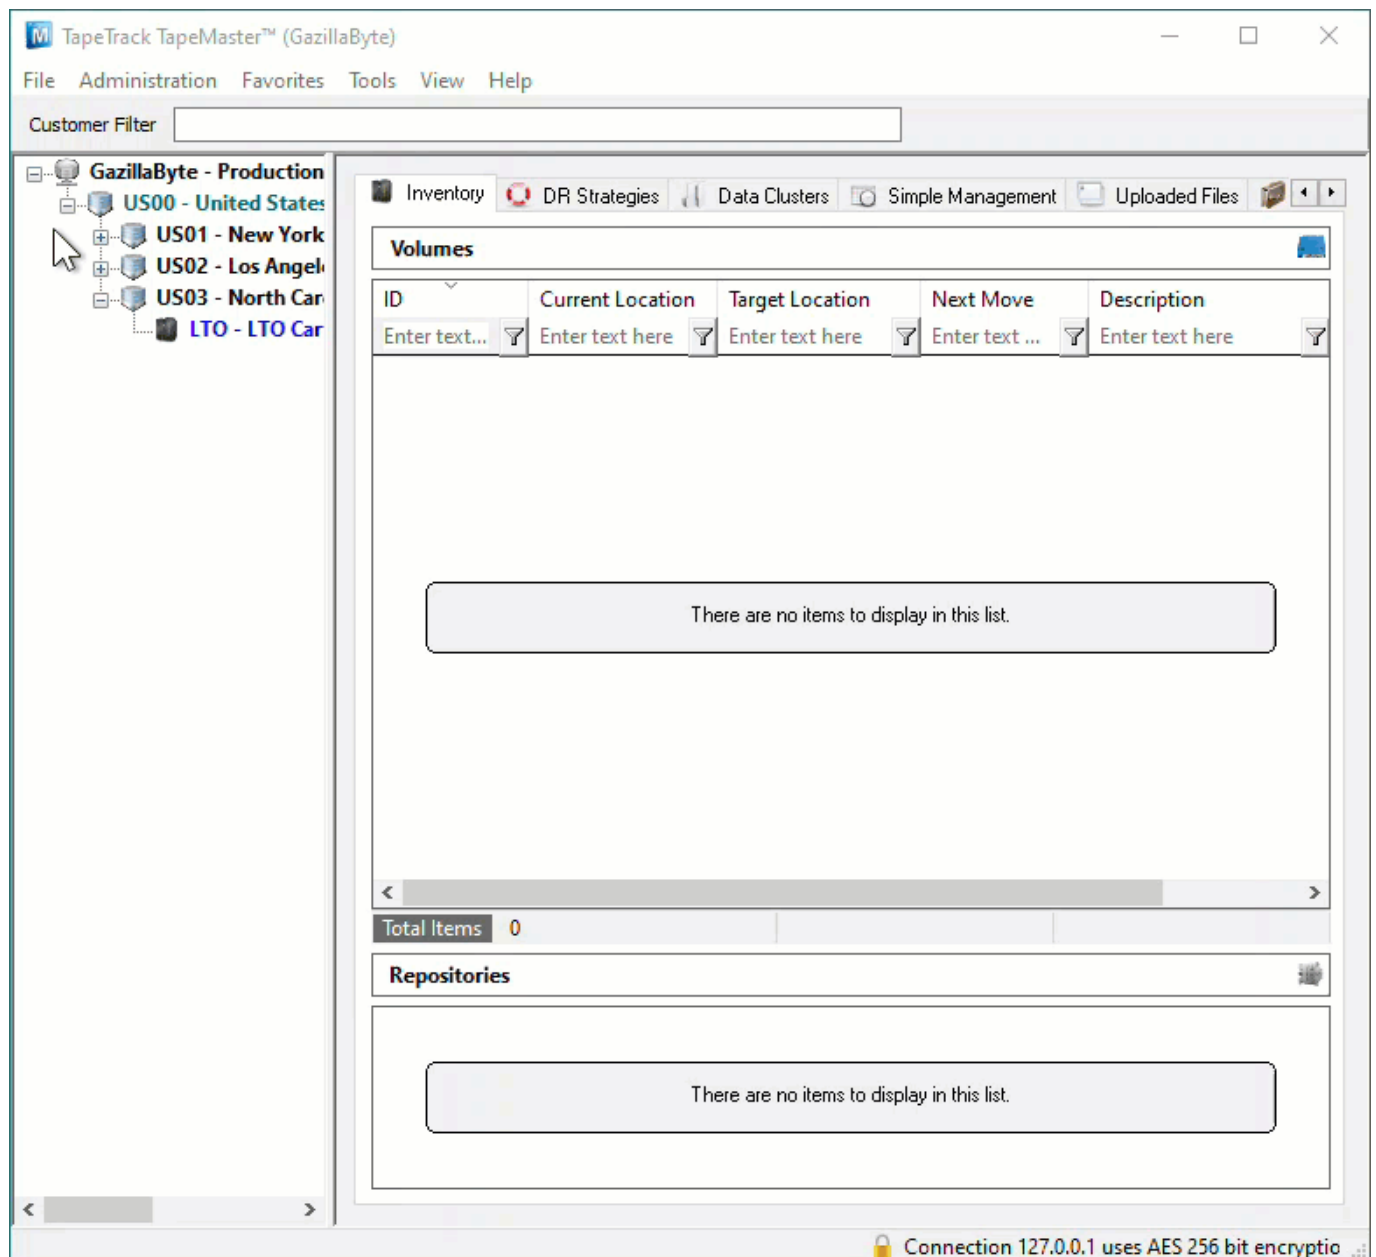 TapeTrack TapeMaster™ (GazillaByte)
File Administration Favorites Tools View Help
Customer Filter
GazillaByte - Production
US00 - United States
US01 - New York
US02 - Los Angel
US03 - North Car
LTO - LTO Car
Inventory DR Strategies Data Clusters Simple Management Uploaded Files
Volumes
ID Current Location Target Location Next Move Description
Enter text... Enter text here Enter text here Enter text ... Enter text here
There are no items to display in this list.
Total Items 0
Repositories
There are no items to display in this list.
Connection 127.0.0.1 uses AES 256 bit encryptio